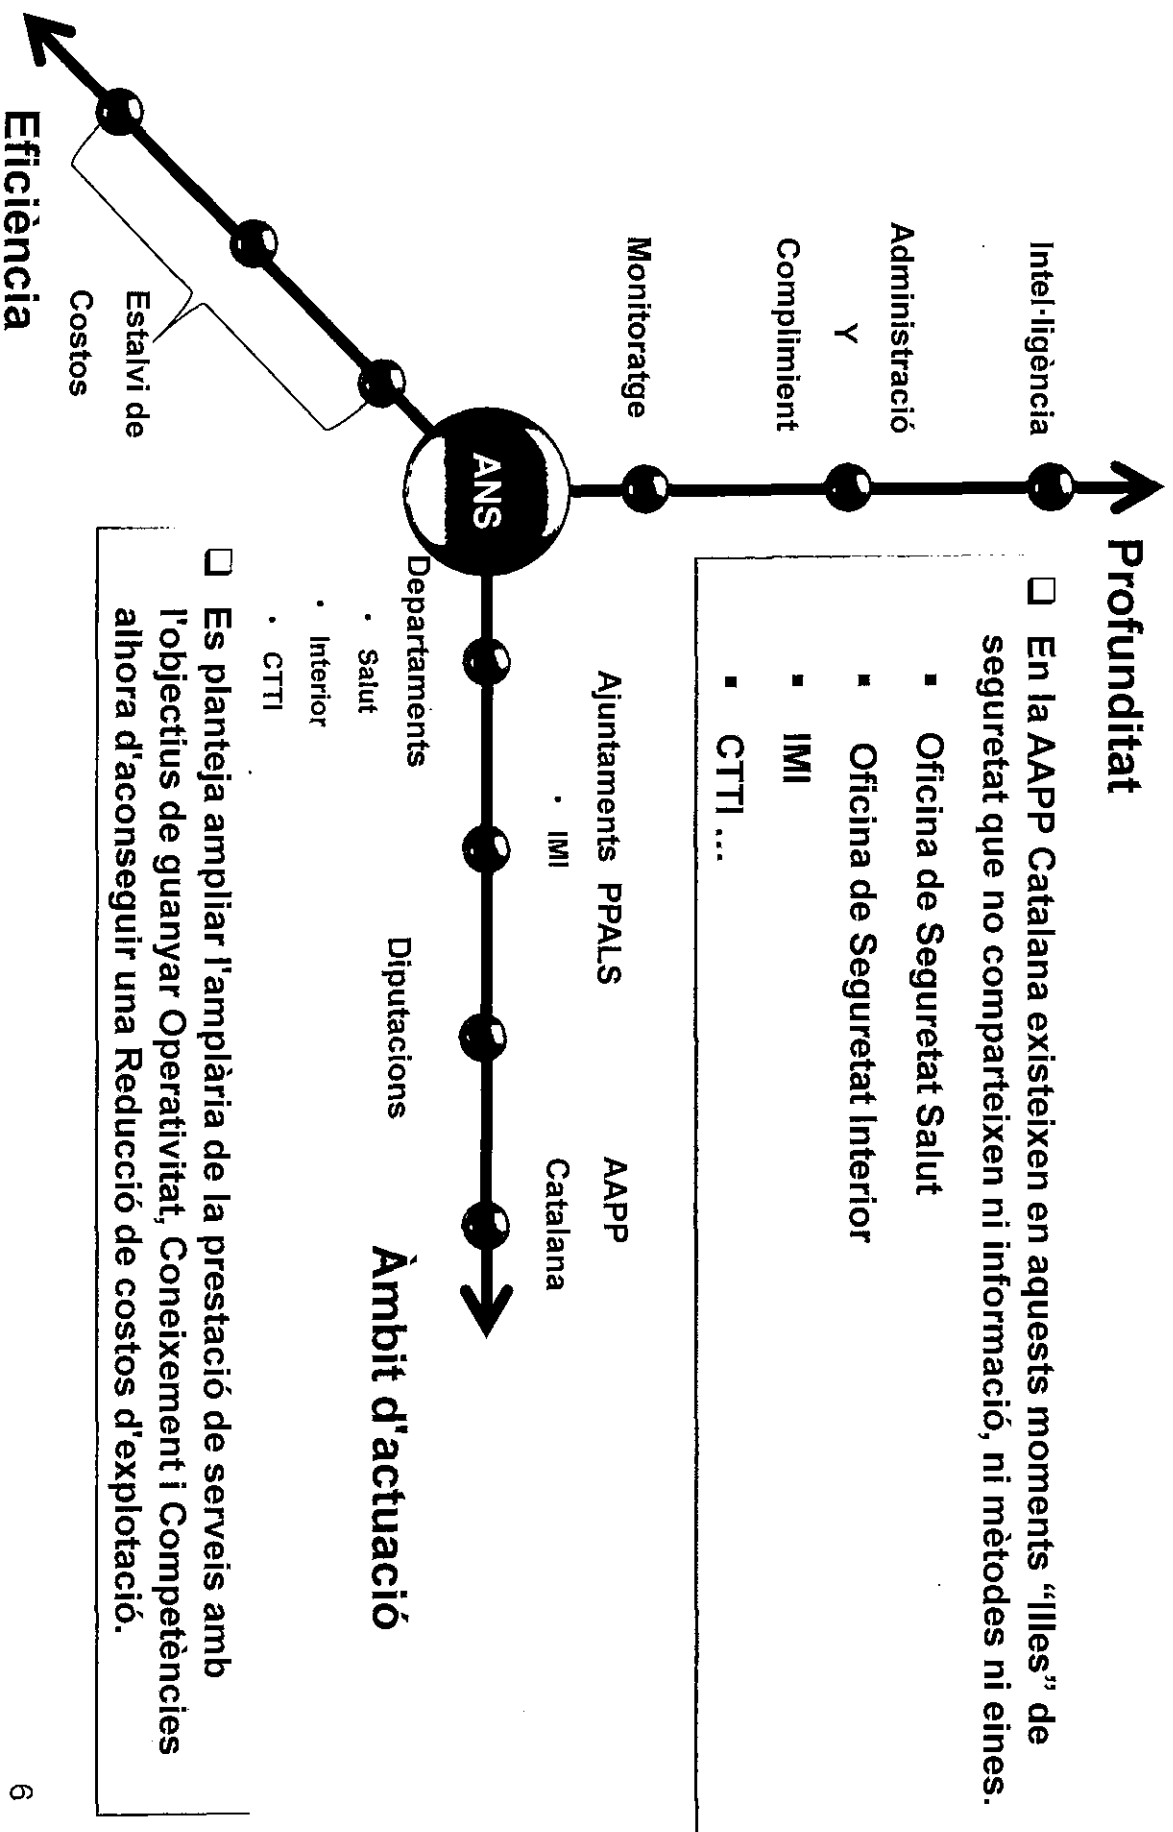 Profunditat
Intel·ligència
Administració
Y
Complimient
Monitoratge
❑ En la AAPP Catalana existeixen en aquests moments “Illes” de
seguretat que no comparteixen ni informació, ni mètodes ni eines.
▪ Oficina de Seguretat Salut
▪ Oficina de Seguretat Interior
▪ IMI
▪ CTTI ...
Ajuntaments PPALS
• IMI
AAPP
Catalana
ANS
Departaments
• Salut
• Interior
• CTTI
Diputacions
Àmbit d'actuació
Estalvi de
Costos
Eficiència
❑ Es planteja ampliar l'amplària de la prestació de serveis amb
l'objectius de guanyar Operativitat, Coneixement i Competències
alhora d'aconseguir una Reducció de costos d'explotació.
6